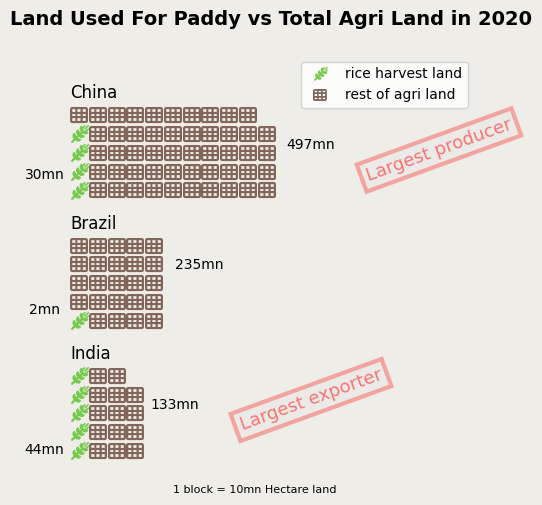 Land Used For Paddy vs Total Agri Land in 2020
rice harvest land
rest of agri land
China
497mn
30mn
Largest producer
Brazil
235mn
2mn
India
133mn
44mn
Largest exporter
1 block = 10mn Hectare land